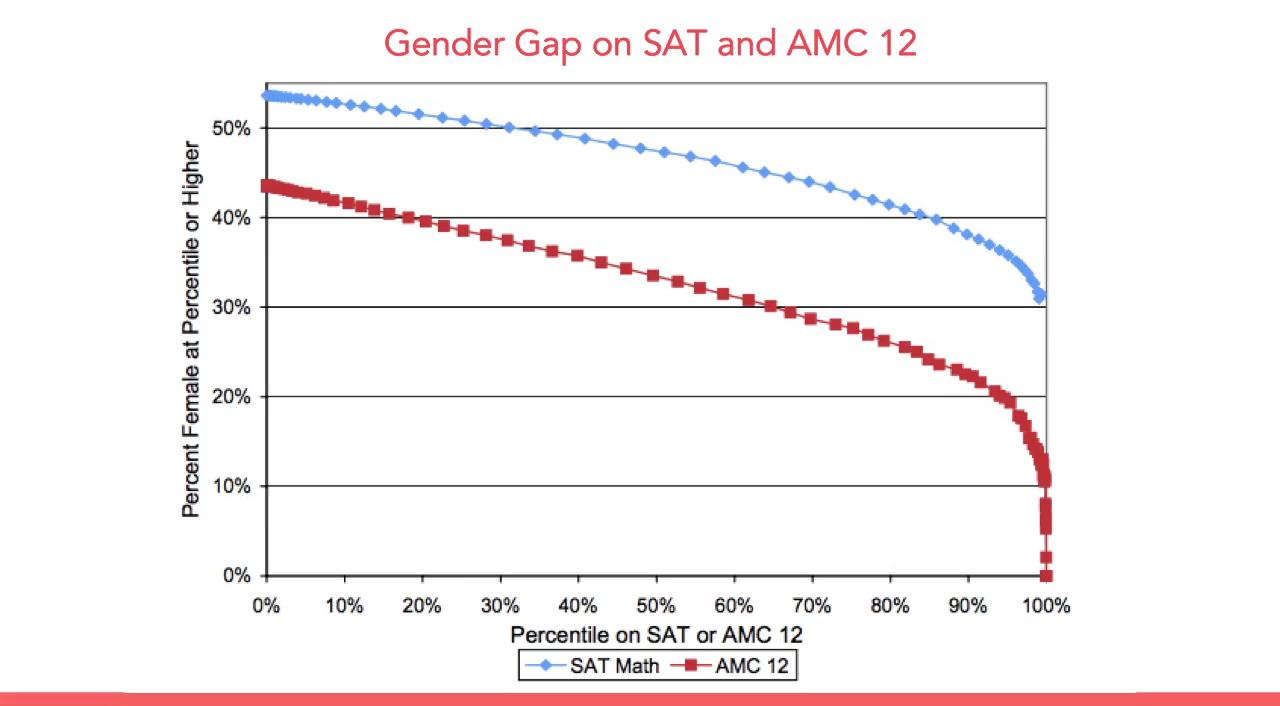 Gender Gap on SAT and AMC 12
Percent Female at Percentile or Higher
50%
40%
30%
20%
10%
0%
0% 10% 20% 30% 40% 50% 60% 70% 80% 90% 100%
Percentile on SAT or AMC 12
SAT Math AMC 12